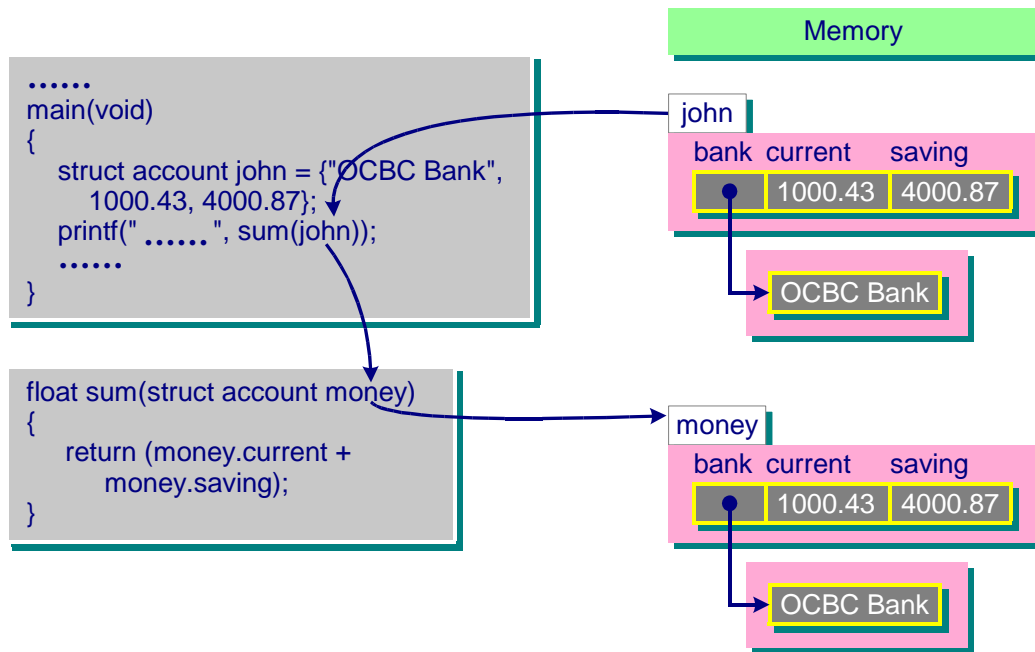 Memory
......
main(void)
{
struct account john = {"OCBC Bank",
1000.43, 4000.87};
printf(" ...... ", sum(john));
......
}
john
bank current saving
1000.43 4000.87
OCBC Bank
float sum(struct account money)
{
return (money.current +
money.saving);
}
money
bank current saving
1000.43 4000.87
OCBC Bank